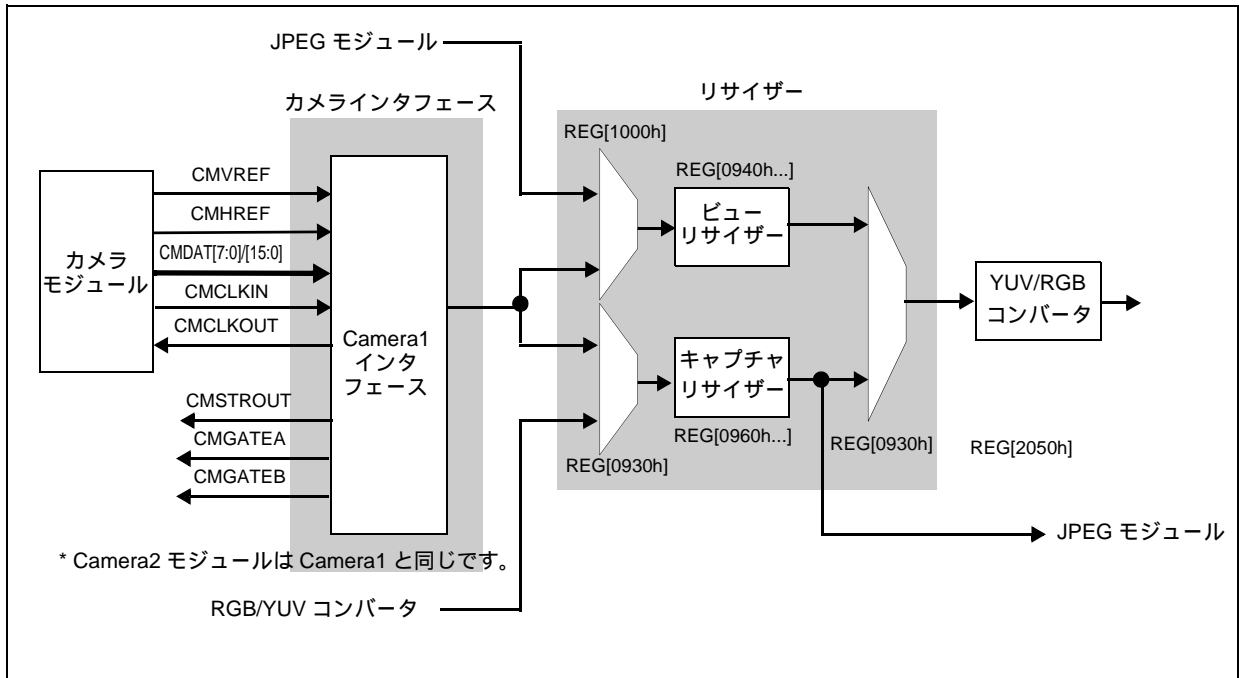 JPEG モジュール
カメラインタフェース
リサイザー
REG[1000h]
CMVREF
CMHREF
CMDAT[7:0]/[15:0]
CMCLKIN
CMCLKOUT
カメラ
モジュール
Camera1
インタ
フェース
CMSTROUT
CMGATEA
CMGATEB
REG[0940h...]
ビュー
リサイザー
キャプチャ
リサイザー
REG[0960h...]
REG[0930h]
REG[0930h]
YUV/RGB
コンバータ
REG[2050h]
JPEG モジュール
* Camera2 モジュールは Camera1 と同じです。
RGB/YUV コンバータ